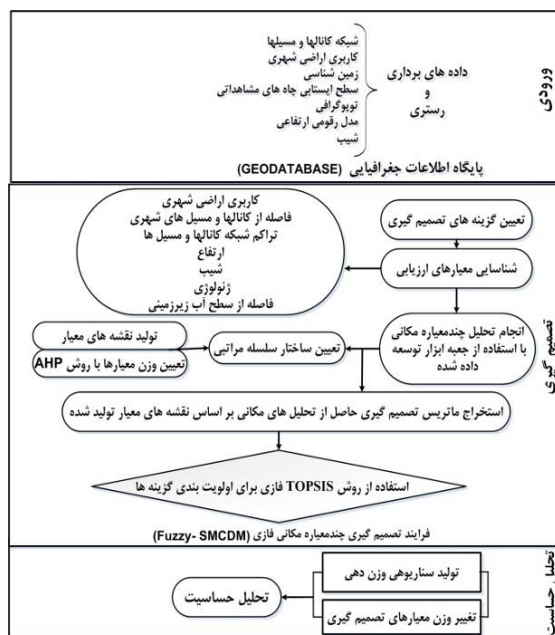 ورودی
شبکه کانالها و مسیلها
کاربری اراضی شهری
زمین شناسی
سطح ایستابی چاه های مشاهداتی
توپوگرافی
مدل رقومی ارتفاعی
شیب
داده های برداری
و
رستری
پایگاه اطلاعات جغرافیایی (GEODATABASE)
تصمیم گیری
تعیین گزینه های تصمیم گیری
شناسایی معیارهای ارزیابی
کاربری اراضی شهری
فاصله از کانالها و مسیل های شهری
تراکم شبکه کانالها و مسیل ها
ارتفاع
شیب
ژئولوژی
فاصله از سطح آب زیرزمینی
انجام تحلیل چندمعیاره مکانی
با استفاده از جعبه ابزار توسعه
داده شده
تعیین ساختار سلسله مراتبی
تولید نقشه های معیار
تعیین وزن معیارها با روش AHP
استخراج ماتریس تصمیم گیری حاصل از تحلیل های مکانی بر اساس نقشه های معیار تولید شده
استفاده از روش TOPSIS فازی برای اولویت بندی گزینه ها
فرایند تصمیم گیری چندمعیاره مکانی فازی (Fuzzy- SMCDM)
تحلیل حساسیت
تولید سناریوهی وزن دهی
تغییر وزن معیارهای تصمیم گیری
تحلیل حساسیت